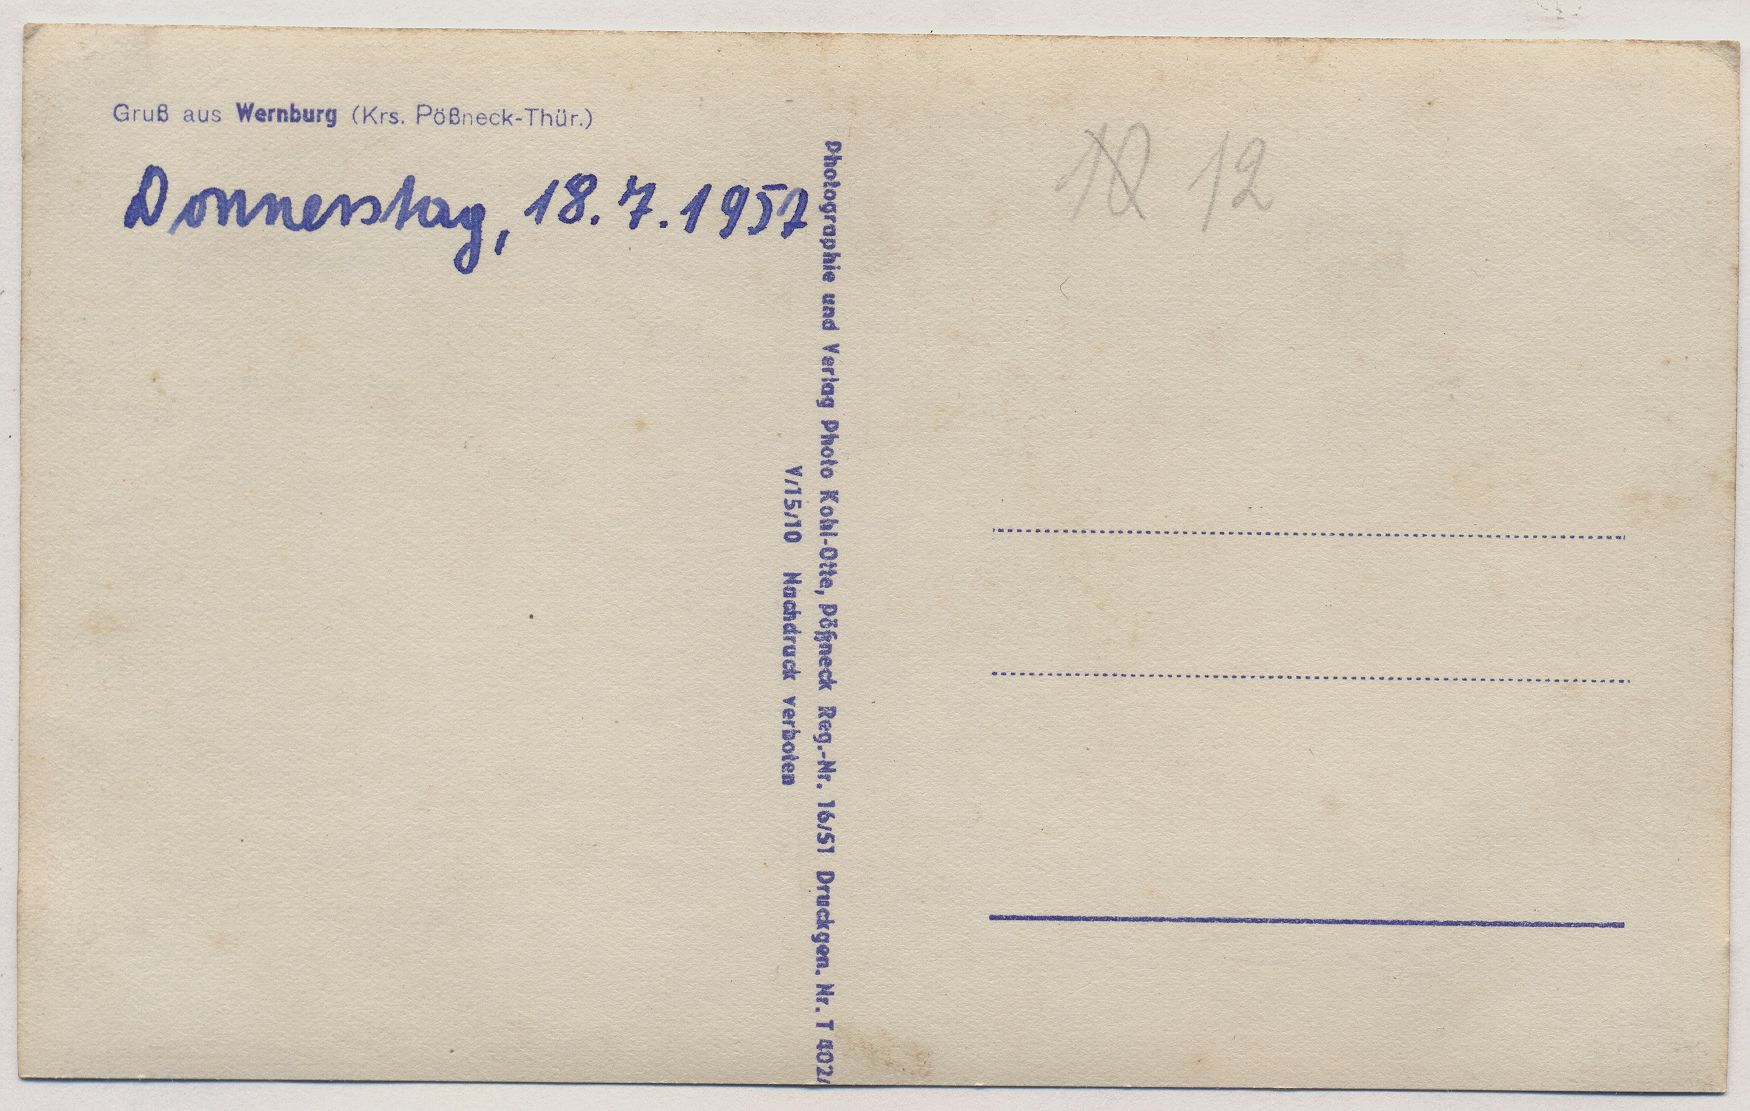 Gruß aus Wernburg (Krs. Pößneck-Thür.)
Donnerstag, 18.7.1957
Photographie und Verlag Photo Kohl-Otte, Pößneck Reg.-Nr. 16/51 Druckgen. Nr. T 402/
V/15/10 Nachdruck verboten
12